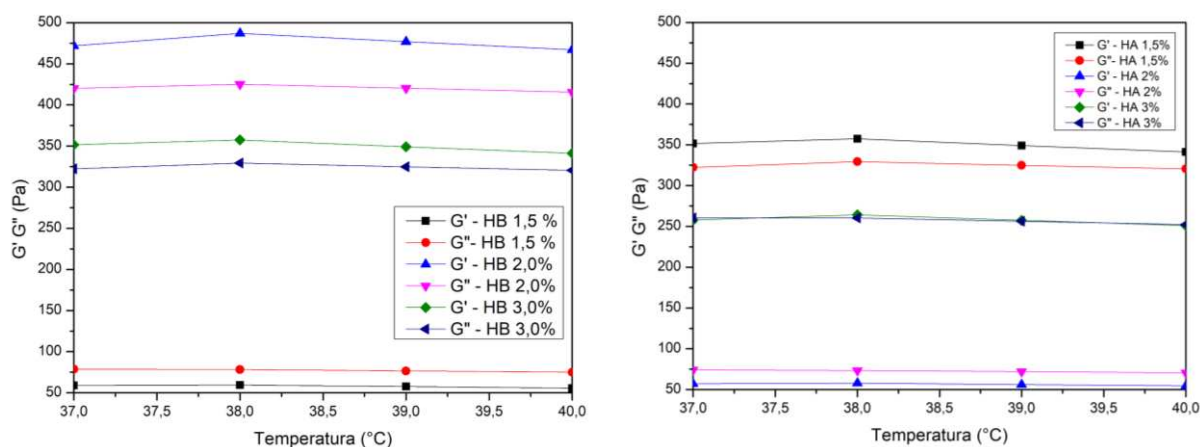 500
450
400
350
300
250
200
150
100
50
G' G" (Pa)
G' - HB 1,5 %
G"- HB 1,5 %
G' - HB 2,0%
G" - HB 2,0%
G' - HB 3,0%
G" - HB 3,0%
37,0 37,5 38,0 38,5 39,0 39,5 40,0
Temperatura (°C)
500
450
400
350
300
250
200
150
100
50
G' G" (Pa)
G' - HA 1,5%
G"- HA 1,5%
G' - HA 2%
G" - HA 2%
G' - HA 3%
G" - HA 3%
37,0 37,5 38,0 38,5 39,0 39,5 40,0
Temperatura (°C)